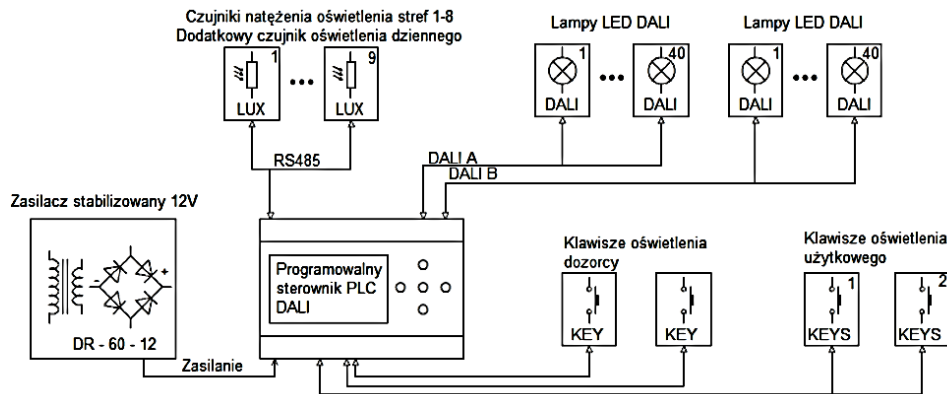 Czujniki natężenia oświetlenia stref 1-8
Dodatkowy czujnik oświetlenia dziennego
1
LUX
9
LUX
RS485
Lampy LED DALI
1
DALI
40
DALI
Lampy LED DALI
1
DALI
40
DALI
DALI A
DALI B
Zasilacz stabilizowany 12V
- +
DR - 60 - 12
Zasilanie
Programowalny
sterownik PLC
DALI
Klawisze oświetlenia
dozorcy
KEY
KEY
Klawisze oświetlenia
użytkowego
1
KEYS
2
KEYS